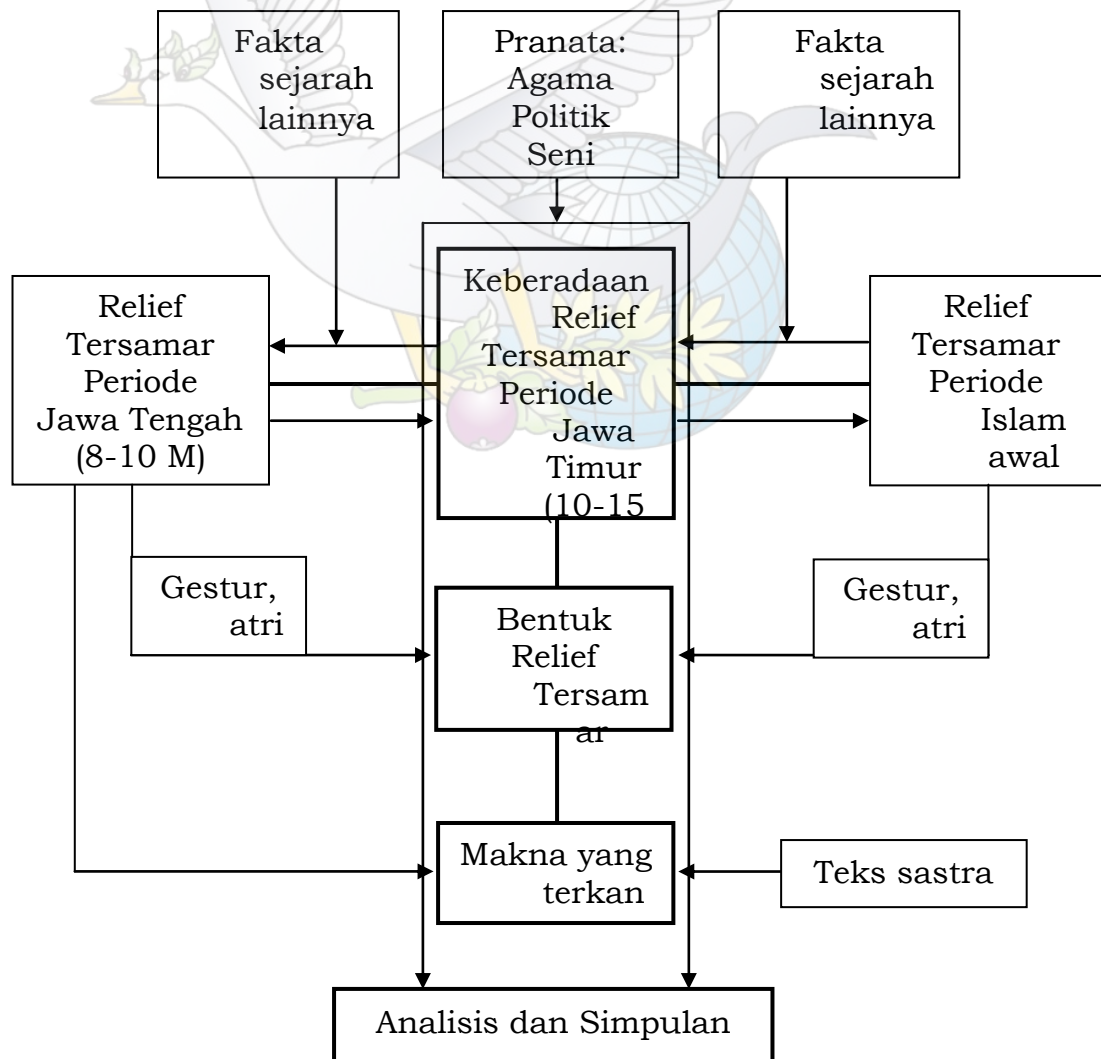 Fakta
sejarah
lainnya
Pranata:
Agama
Politik
Seni
Fakta
sejarah
lainnya
Relief
Tersamar
Periode
Jawa Tengah
(8-10 M)
Keberadaan
Relief
Tersamar
Periode
Jawa
Timur
(10-15
Relief
Tersamar
Periode
Islam
awal
Gestur,
atri
Bentuk
Relief
Tersam
ar
Gestur,
atri
Makna yang
terkan
Teks sastra
Analisis dan Simpulan